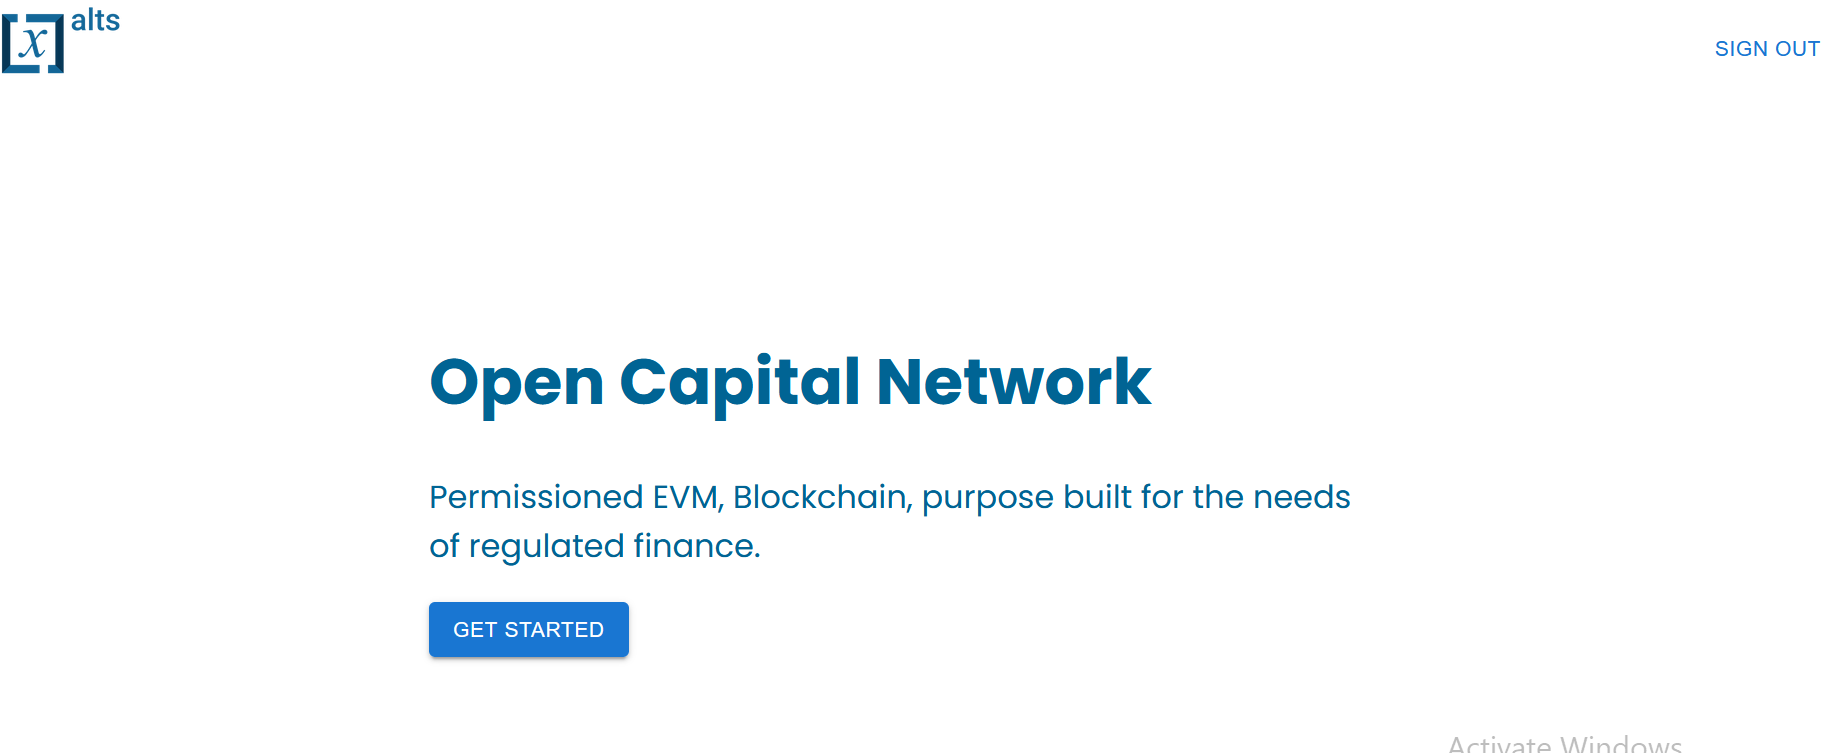 x alts
SIGN OUT
Open Capital Network
Permissioned EVM, Blockchain, purpose built for the needs
of regulated finance.
GET STARTED
Activate Windows